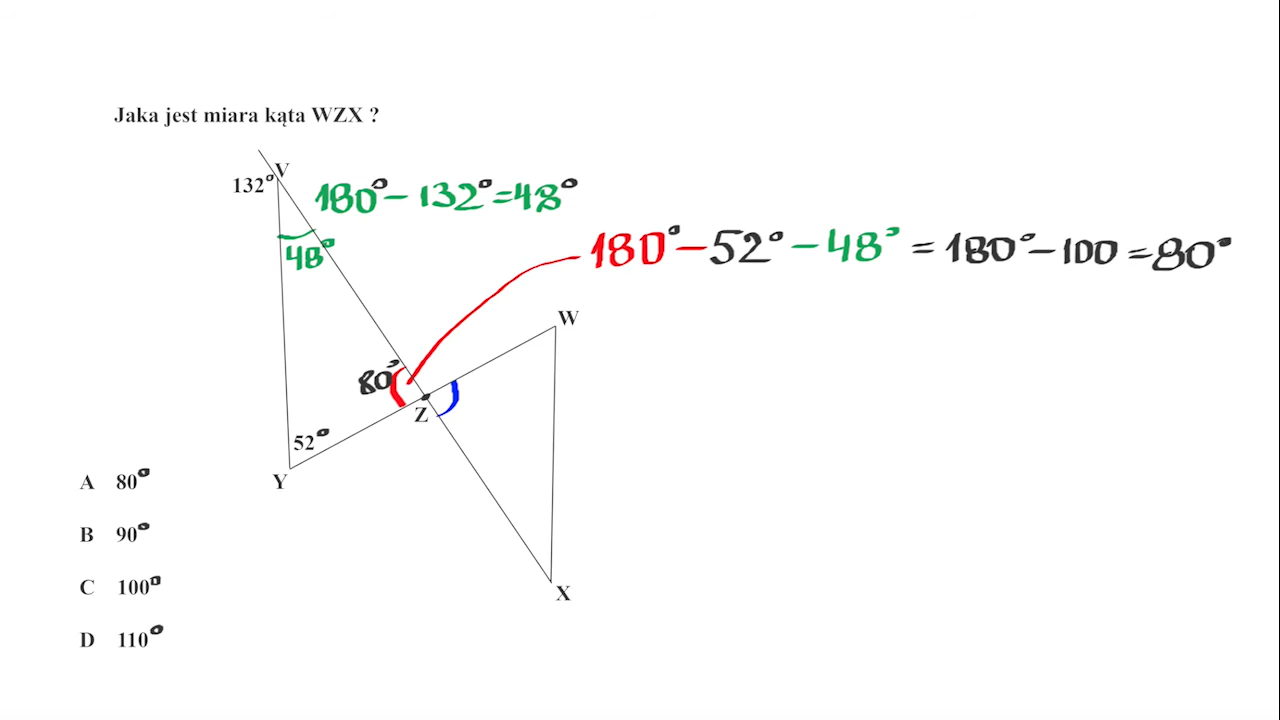 Jaka jest miara kąta WZX ?
V
132°
180° - 132° = 48°
48°
180° - 52° - 48° = 180° - 100 = 80°
W
80°
Z
52°
Y
A 80°
B 90°
C 100°
X
D 110°